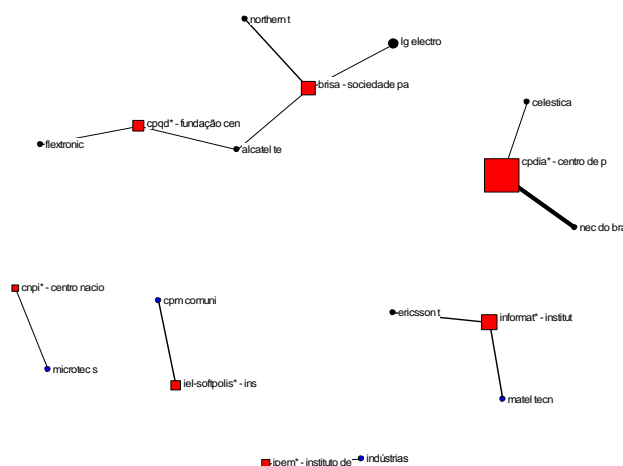 northern t
lg electro
brisa - sociedade pa
celestica
cpqd* - fundação cen
flextronic
alcatel te
cpdia* - centro de p
nec do bra
cnpi* - centro nacio
cpm comuni
ericsson t
informat* - institut
microtec s
iel-softpolis* - ins
matel tecn
ipem* - instituto de
indústrias